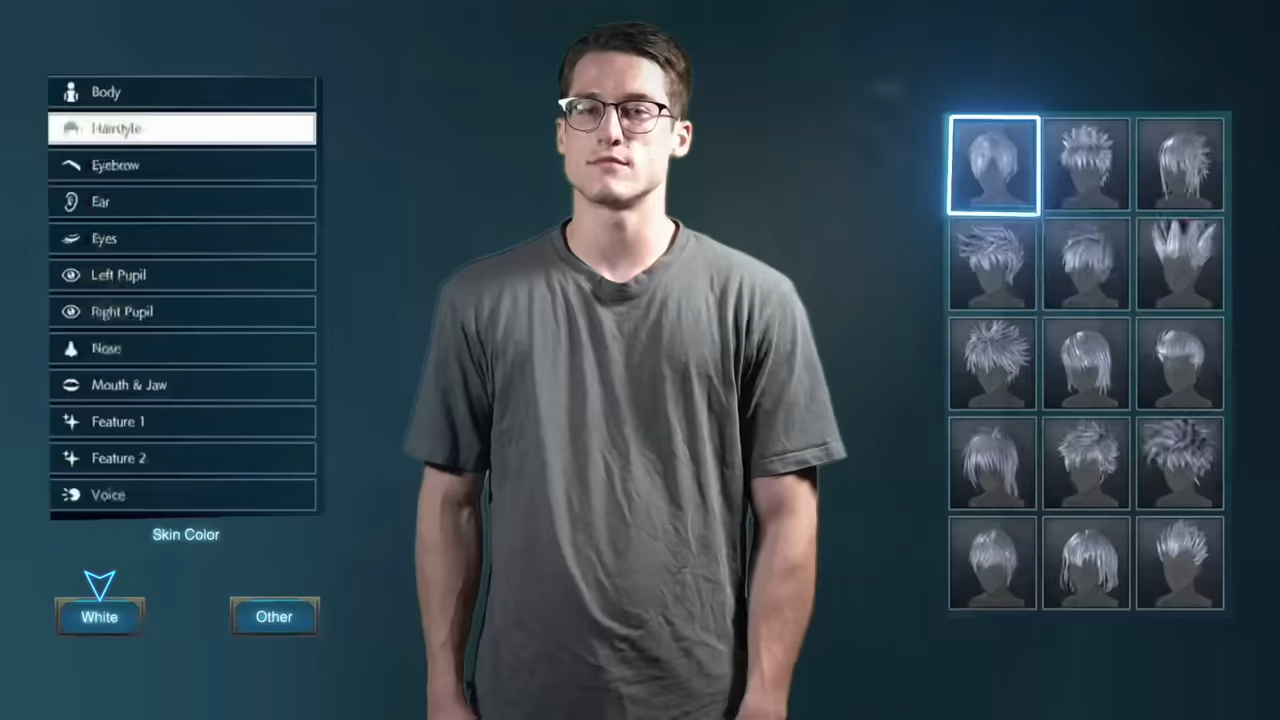 Body
Hairstyle
Eyebrow
Ear
Eyes
Left Pupil
Right Pupil
Nose
Mouth & Jaw
Feature 1
Feature 2
Voice
Skin Color
White
Other